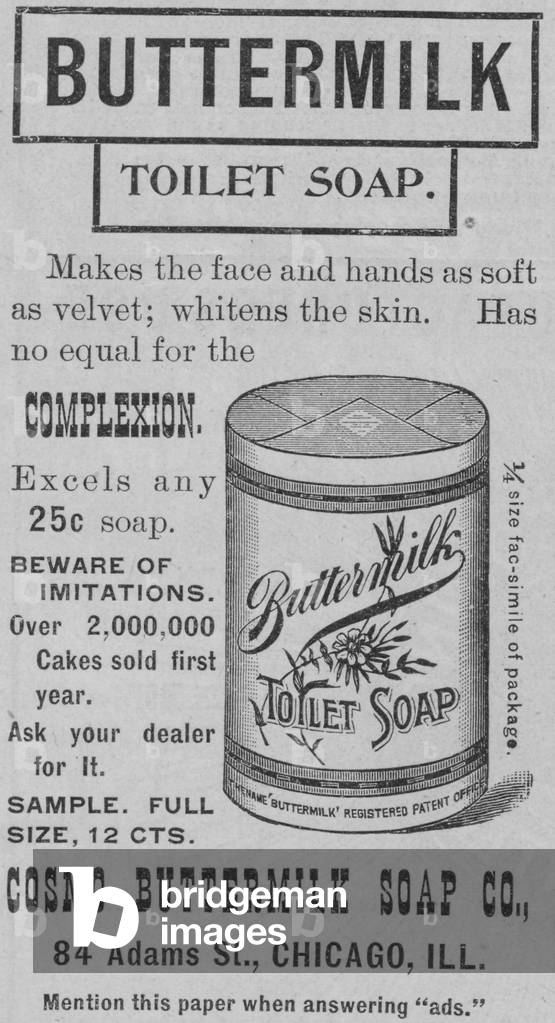 BUTTERMILK
TOILET SOAP.
Makes the face and hands as soft
as velvet; whitens the skin. Has
no equal for the
COMPLEXION.
Excels any
25c soap.
BEWARE OF
IMITATIONS.
Over 2,000,000
Cakes sold first
year.
Ask your dealer
for It.
SAMPLE. FULL
SIZE, 12 CTS.
Buttermilk
TOILET SOAP
NAME 'BUTTERMILK' REGISTERED PATENT OFFICE
¼ size fac-simile of package.
COSMO BUTTERMILK SOAP CO.,
84 Adams St., CHICAGO, ILL.
Mention this paper when answering "ads."
b bridgeman
images